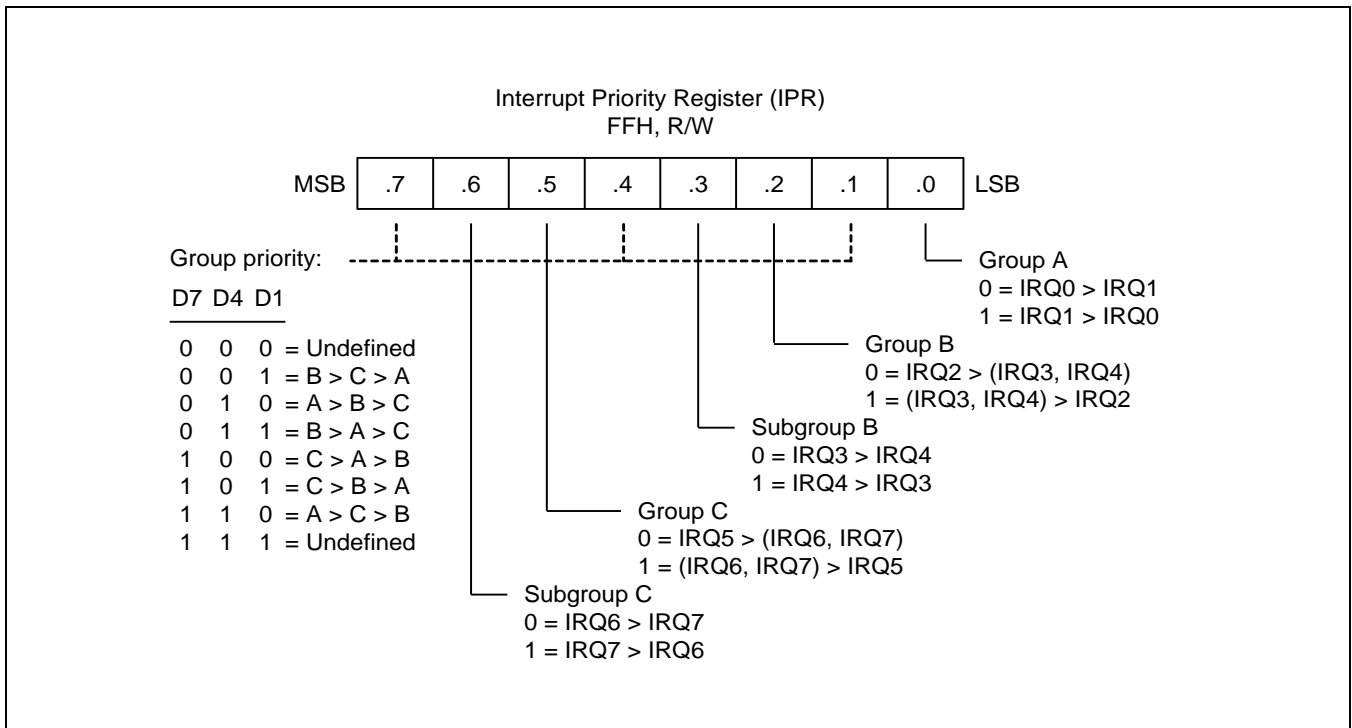 Interrupt Priority Register (IPR)
FFH, R/W
MSB .7 .6 .5 .4 .3 .2 .1 .0 LSB
Group priority:
D7 D4 D1
0 0 0 = Undefined
0 0 1 = B > C > A
0 1 0 = A > B > C
0 1 1 = B > A > C
1 0 0 = C > A > B
1 0 1 = C > B > A
1 1 0 = A > C > B
1 1 1 = Undefined
Group A
0 = IRQ0 > IRQ1
1 = IRQ1 > IRQ0
Group B
0 = IRQ2 > (IRQ3, IRQ4)
1 = (IRQ3, IRQ4) > IRQ2
Subgroup B
0 = IRQ3 > IRQ4
1 = IRQ4 > IRQ3
Group C
0 = IRQ5 > (IRQ6, IRQ7)
1 = (IRQ6, IRQ7) > IRQ5
Subgroup C
0 = IRQ6 > IRQ7
1 = IRQ7 > IRQ6